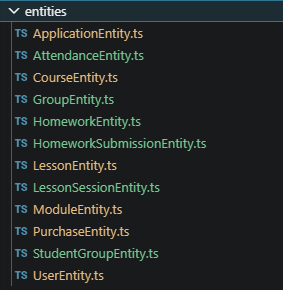 entities
TS ApplicationEntity.ts
TS AttendanceEntity.ts
TS CourseEntity.ts
TS GroupEntity.ts
TS HomeworkEntity.ts
TS HomeworkSubmissionEntity.ts
TS LessonEntity.ts
TS LessonSessionEntity.ts
TS ModuleEntity.ts
TS PurchaseEntity.ts
TS StudentGroupEntity.ts
TS UserEntity.ts